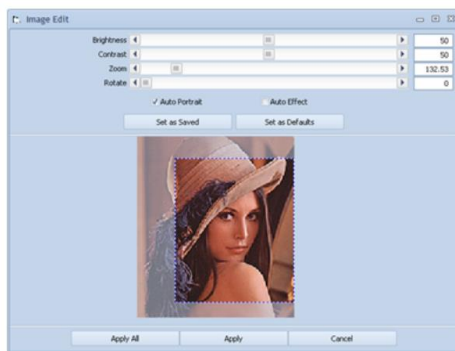 Image Edit
Brightness 50
Contrast 50
Zoom 132.53
Rotate 0
Auto Portrait Auto Effect
Set as Saved Set as Defaults
Apply All Apply Cancel